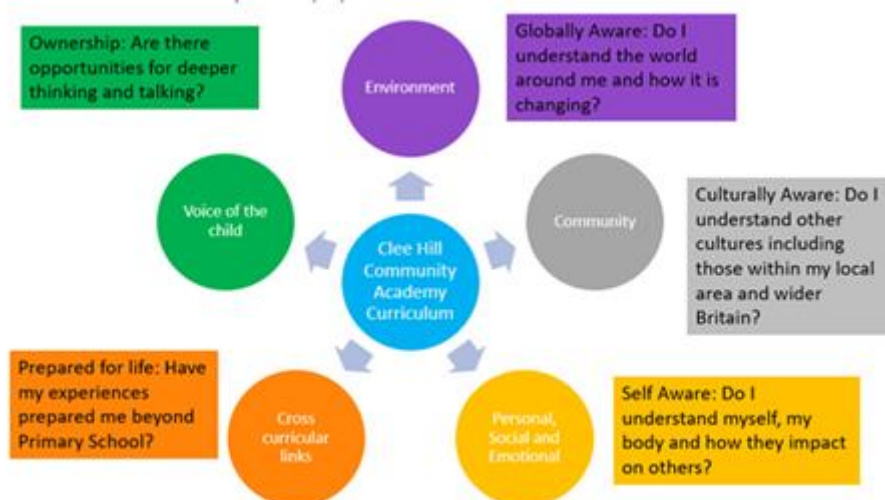 Ownership: Are there
opportunities for deeper
thinking and talking?
Environment
Globally Aware: Do I
understand the world
around me and how it is
changing?
Voice of the
child
Clee Hill
Community
Academy
Curriculum
Community
Culturally Aware: Do I
understand other
cultures including
those within my local
area and wider
Britain?
Prepared for life: Have
my experiences
prepared me beyond
Primary School?
Cross
curricular
links
Personal,
Social and
Emotional
Self Aware: Do I
understand myself, my
body and how they impact
on others?